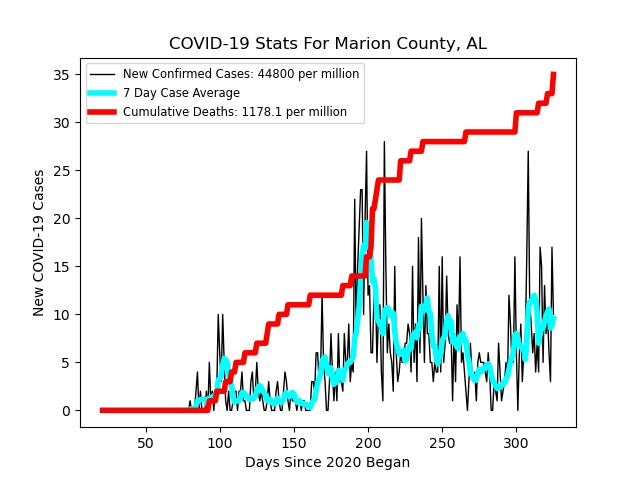 COVID-19 Stats For Marion County, AL
New Confirmed Cases: 44800 per million
7 Day Case Average
Cumulative Deaths: 1178.1 per million
New COVID-19 Cases
35
30
25
20
15
10
5
0
50 100 150 200 250 300
Days Since 2020 Began